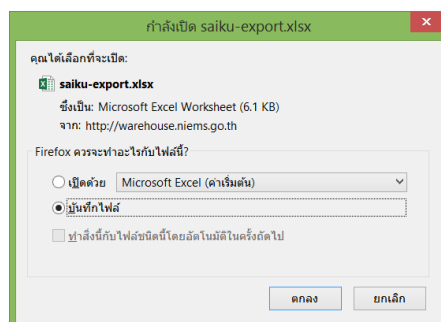 กำลังเปิด saiku-export.xlsx
คุณได้เลือกที่จะเปิด:
saiku-export.xlsx
ซึ่งเป็น: Microsoft Excel Worksheet (6.1 KB)
จาก: http://warehouse.niems.go.th
Firefox ควรจะทำอะไรกับไฟล์นี้?
เปิดด้วย Microsoft Excel (ค่าเริ่มต้น)
บันทึกไฟล์
ทำสิ่งนี้กับไฟล์ชนิดนี้โดยอัตโนมัติในครั้งถัดไป
ตกลง ยกเลิก